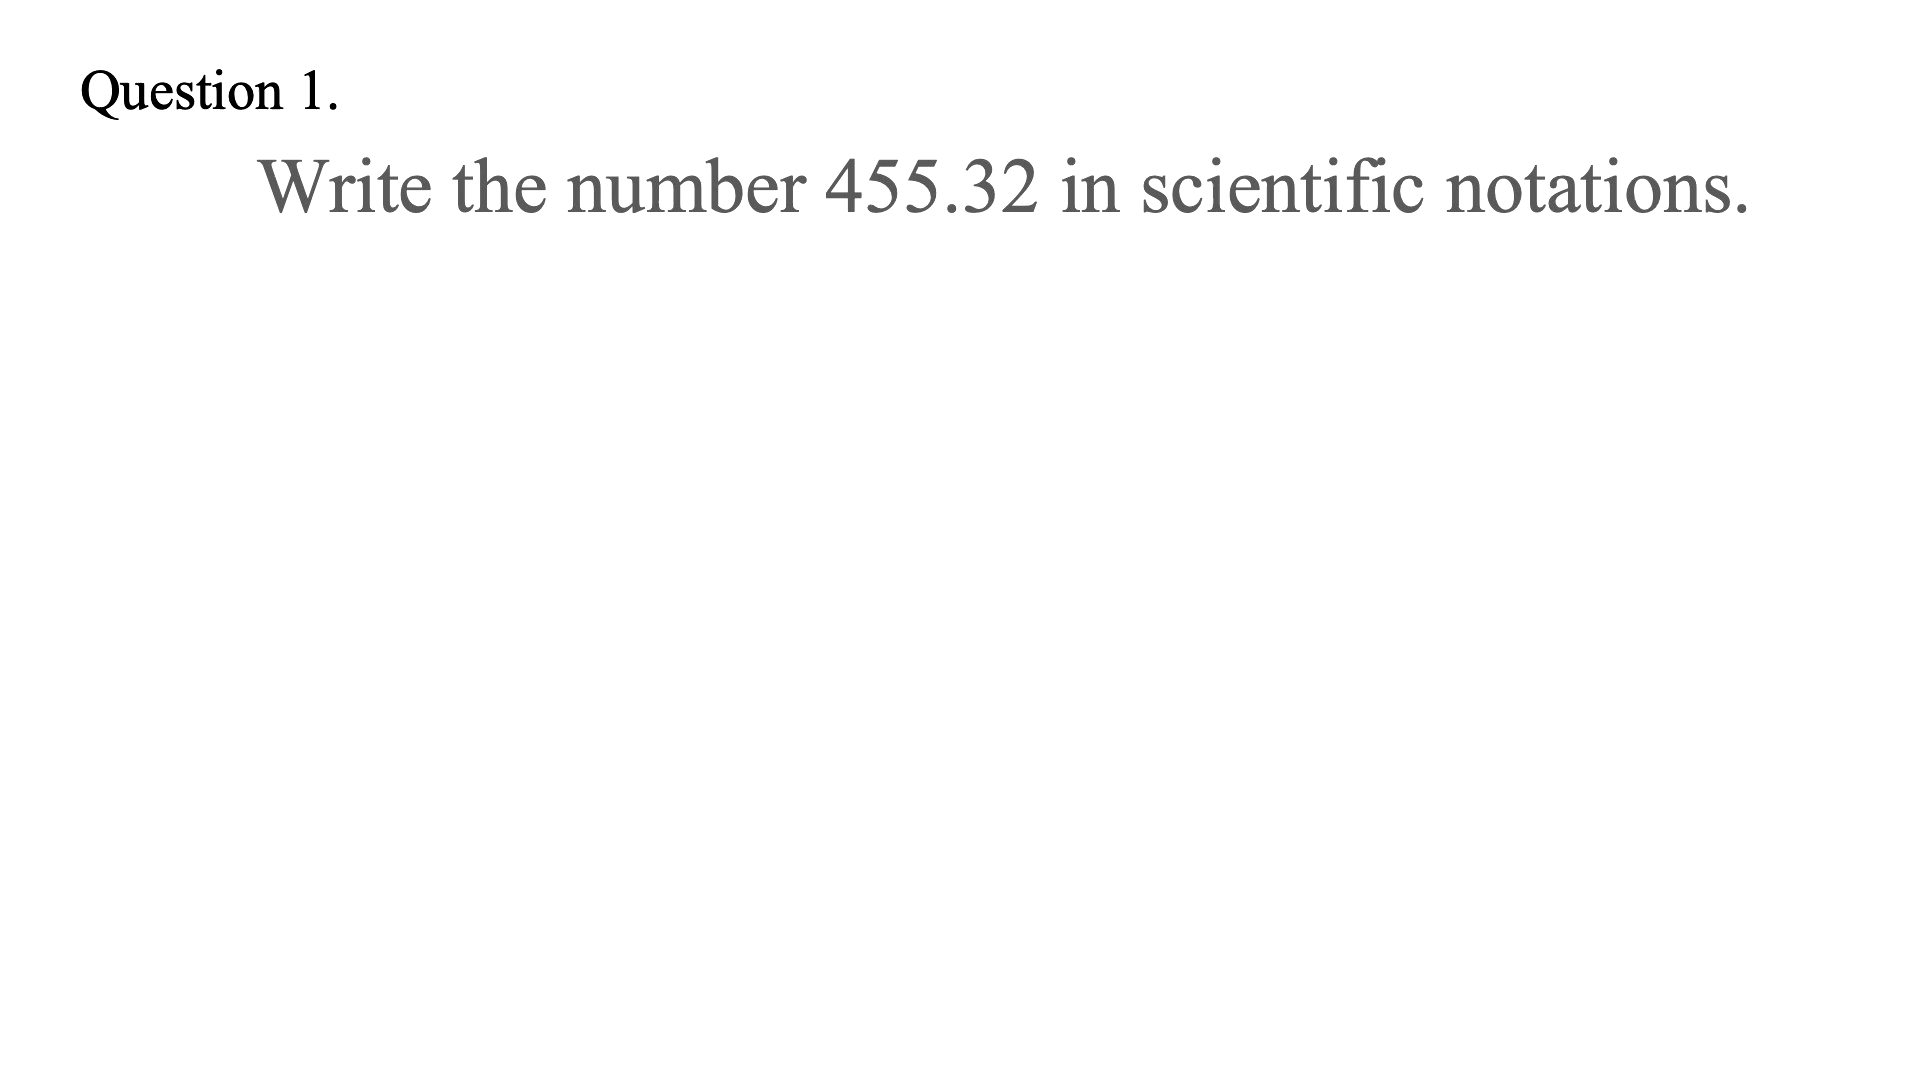 Question 1.
Write the number 455.32 in scientific notations.